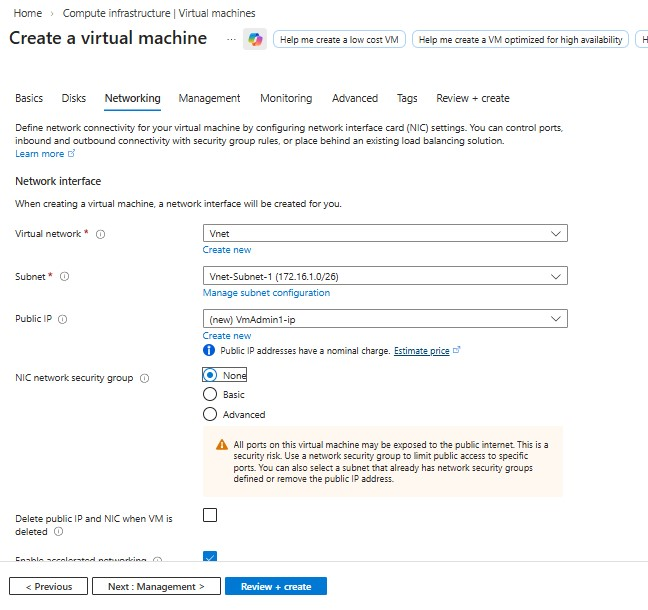 Home › Compute infrastructure | Virtual machines
Create a virtual machine ... Help me create a low cost VM Help me create a VM optimized for high availability H
Basics Disks Networking Management Monitoring Advanced Tags Review + create
Define network connectivity for your virtual machine by configuring network interface card (NIC) settings. You can control ports,
inbound and outbound connectivity with security group rules, or place behind an existing load balancing solution.
Learn more
Network interface
When creating a virtual machine, a network interface will be created for you.
Virtual network * Vnet
Create new
Subnet * Vnet-Subnet-1 (172.16.1.0/26)
Manage subnet configuration
Public IP (new) VmAdmin1-ip
Create new
Public IP addresses have a nominal charge. Estimate price
NIC network security group None
Basic
Advanced
All ports on this virtual machine may be exposed to the public internet. This is a
security risk. Use a network security group to limit public access to specific
ports. You can also select a subnet that already has network security groups
defined or remove the public IP address.
Delete public IP and NIC when VM is
deleted
Enable accelerated networking
< Previous Next : Management > Review + create